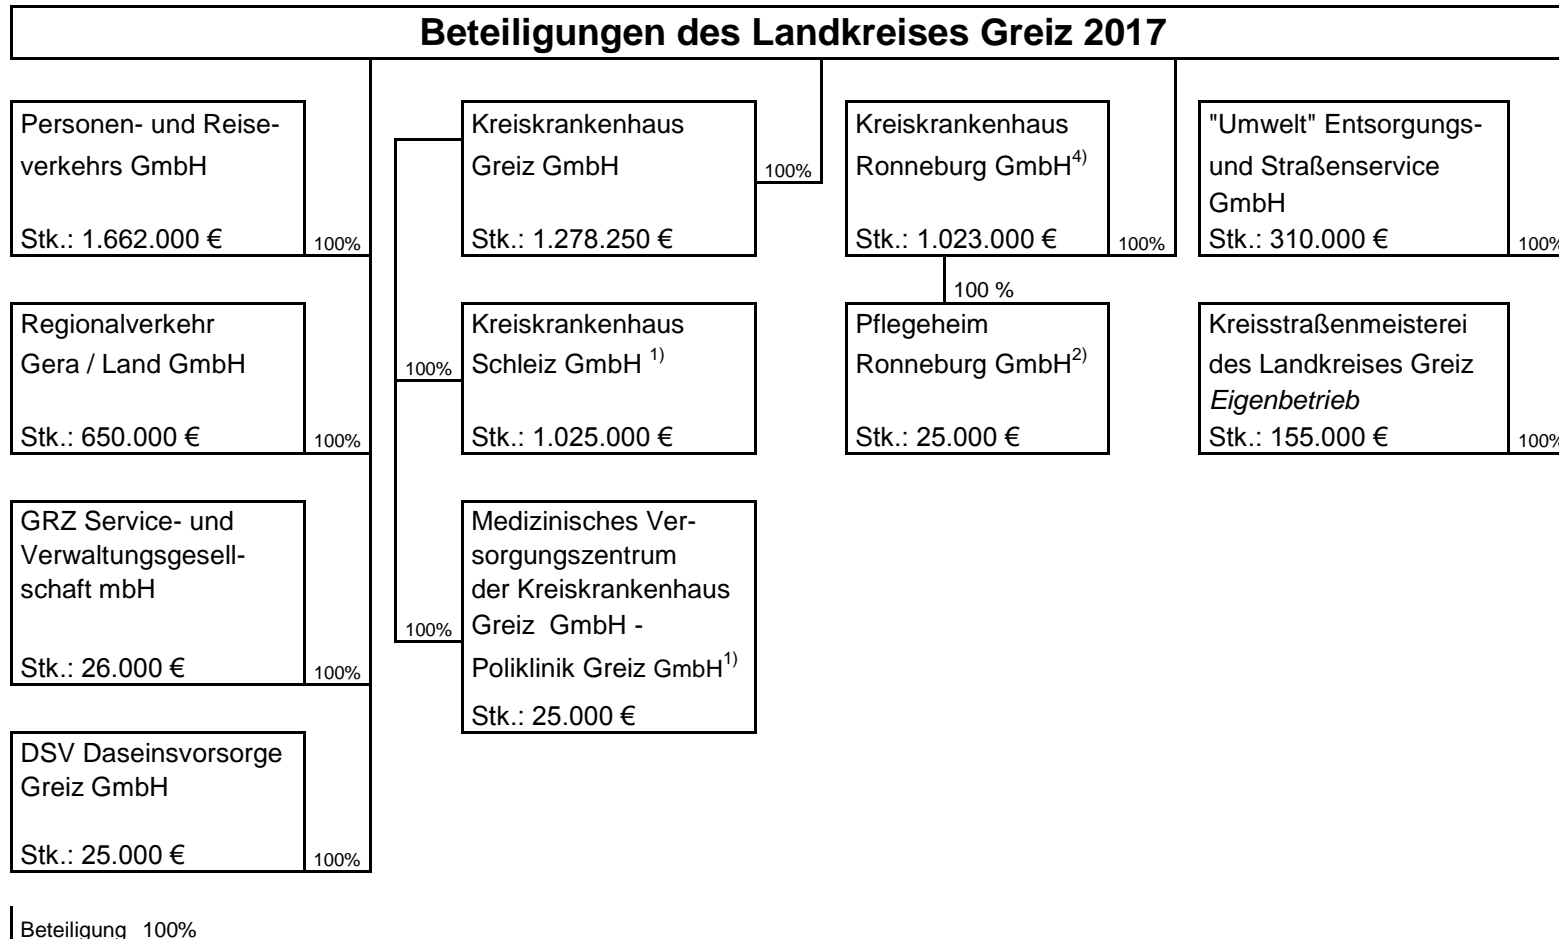 Beteiligungen des Landkreises Greiz 2017
Personen- und Reise-
verkehrs GmbH
Stk.: 1.662.000 €
100%
Kreiskrankenhaus
Greiz GmbH
Stk.: 1.278.250 €
100%
Kreiskrankenhaus
Ronneburg GmbH4)
Stk.: 1.023.000 €
100%
"Umwelt" Entsorgungs-
und Straßenservice
GmbH
Stk.: 310.000 €
100%
100 %
Regionalverkehr
Gera / Land GmbH
Stk.: 650.000 €
100%
100%
Kreiskrankenhaus
Schleiz GmbH 1)
Stk.: 1.025.000 €
Pflegeheim
Ronneburg GmbH2)
Stk.: 25.000 €
Kreisstraßenmeisterei
des Landkreises Greiz
Eigenbetrieb
Stk.: 155.000 €
100%
GRZ Service- und
Verwaltungsgesell-
schaft mbH
Stk.: 26.000 €
100%
100%
Medizinisches Ver-
sorgungszentrum
der Kreiskrankenhaus
Greiz GmbH -
Poliklinik Greiz GmbH1)
Stk.: 25.000 €
DSV Daseinsvorsorge
Greiz GmbH
Stk.: 25.000 €
100%
Beteiligung 100%